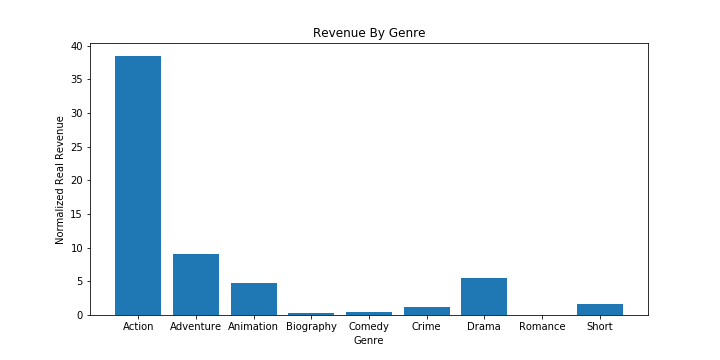 Revenue By Genre
40
35
30
25
20
15
10
5
0
Normalized Real Revenue
Action Adventure Animation Biography Comedy Crime Drama Romance Short
Genre